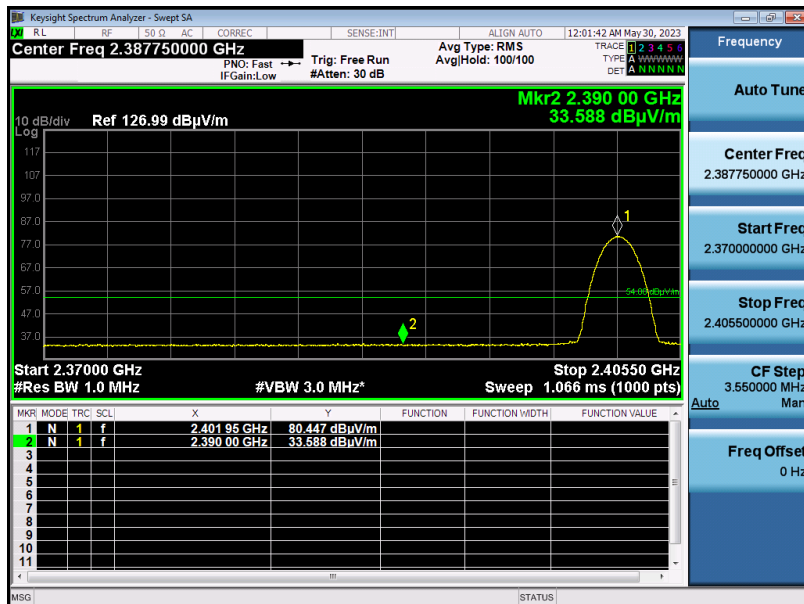 Keysight Spectrum Analyzer - Swept SA
LXI RL RF 50 Ω AC CORREC SENSE:INT ALIGN AUTO 12:01:42 AM May 30, 2023
Center Freq 2.387750000 GHz
PNO: Fast
IFGain:Low
Trig: Free Run
#Atten: 30 dB
Avg Type: RMS
Avg|Hold: 100/100
TRACE 1 2 3 4 5 6
TYPE A WWWWW
DET A N N N N N
Mkr2 2.390 00 GHz
33.588 dBµV/m
10 dB/div Ref 126.99 dBµV/m
Log
117
107
97.0
87.0
77.0
67.0
57.0
47.0
37.0
1
54.00 dBµV/m
2
Start 2.37000 GHz Stop 2.40550 GHz
#Res BW 1.0 MHz #VBW 3.0 MHz* Sweep 1.066 ms (1000 pts)
MKR MODE TRC SCL X Y FUNCTION FUNCTION WIDTH FUNCTION VALUE
1 N 1 f 2.401 95 GHz 80.447 dBµV/m
2 N 1 f 2.390 00 GHz 33.588 dBµV/m
3
4
5
6
7
8
9
10
11
MSG STATUS
Frequency
Auto Tune
Center Freq
2.387750000 GHz
Start Freq
2.370000000 GHz
Stop Freq
2.405500000 GHz
CF Step
3.550000 MHz
Auto Man
Freq Offset
0 Hz